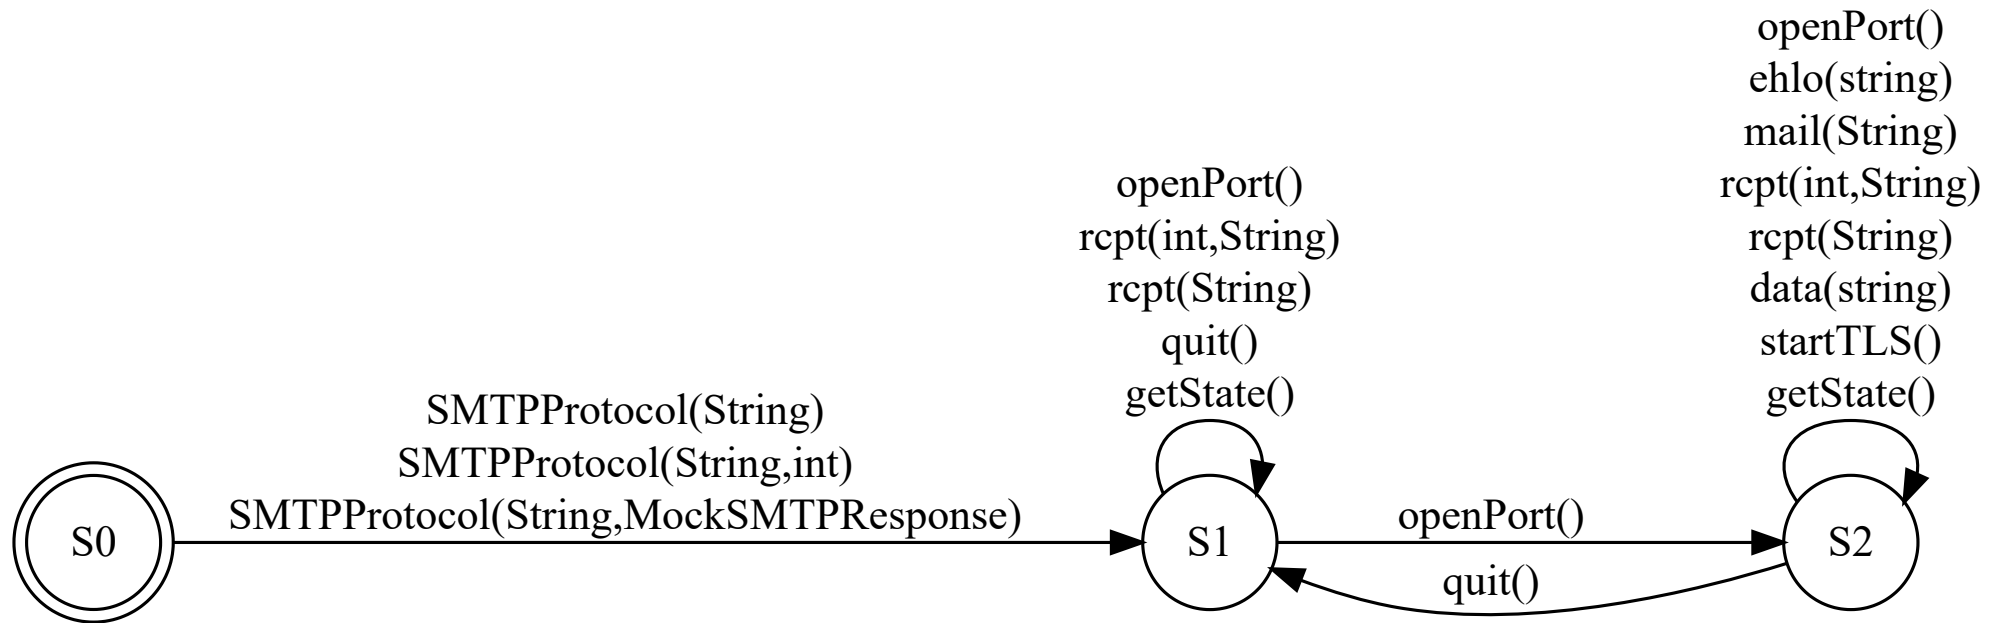 openPort()
ehlo(string)
mail(String)
rcpt(int,String)
rcpt(String)
data(string)
startTLS()
getState()
openPort()
rcpt(int,String)
rcpt(String)
quit()
getState()
SMTPProtocol(String)
SMTPProtocol(String,int)
SMTPProtocol(String,MockSMTPResponse)
S0
S1
openPort()
quit()
S2